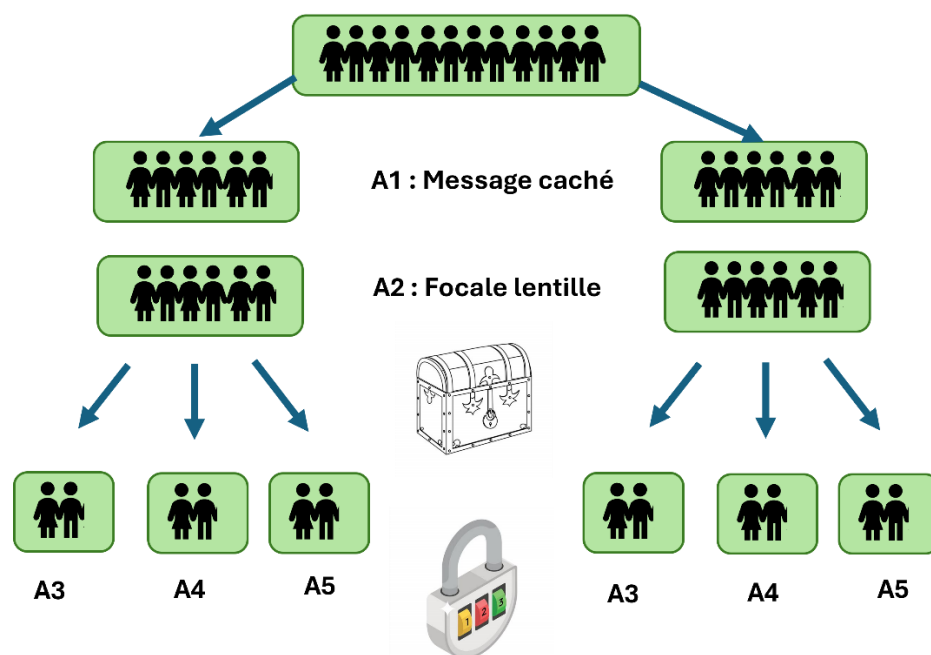 A1 : Message caché
A2 : Focale lentille
A3
A4
A5
A3
A4
A5
1 2 3